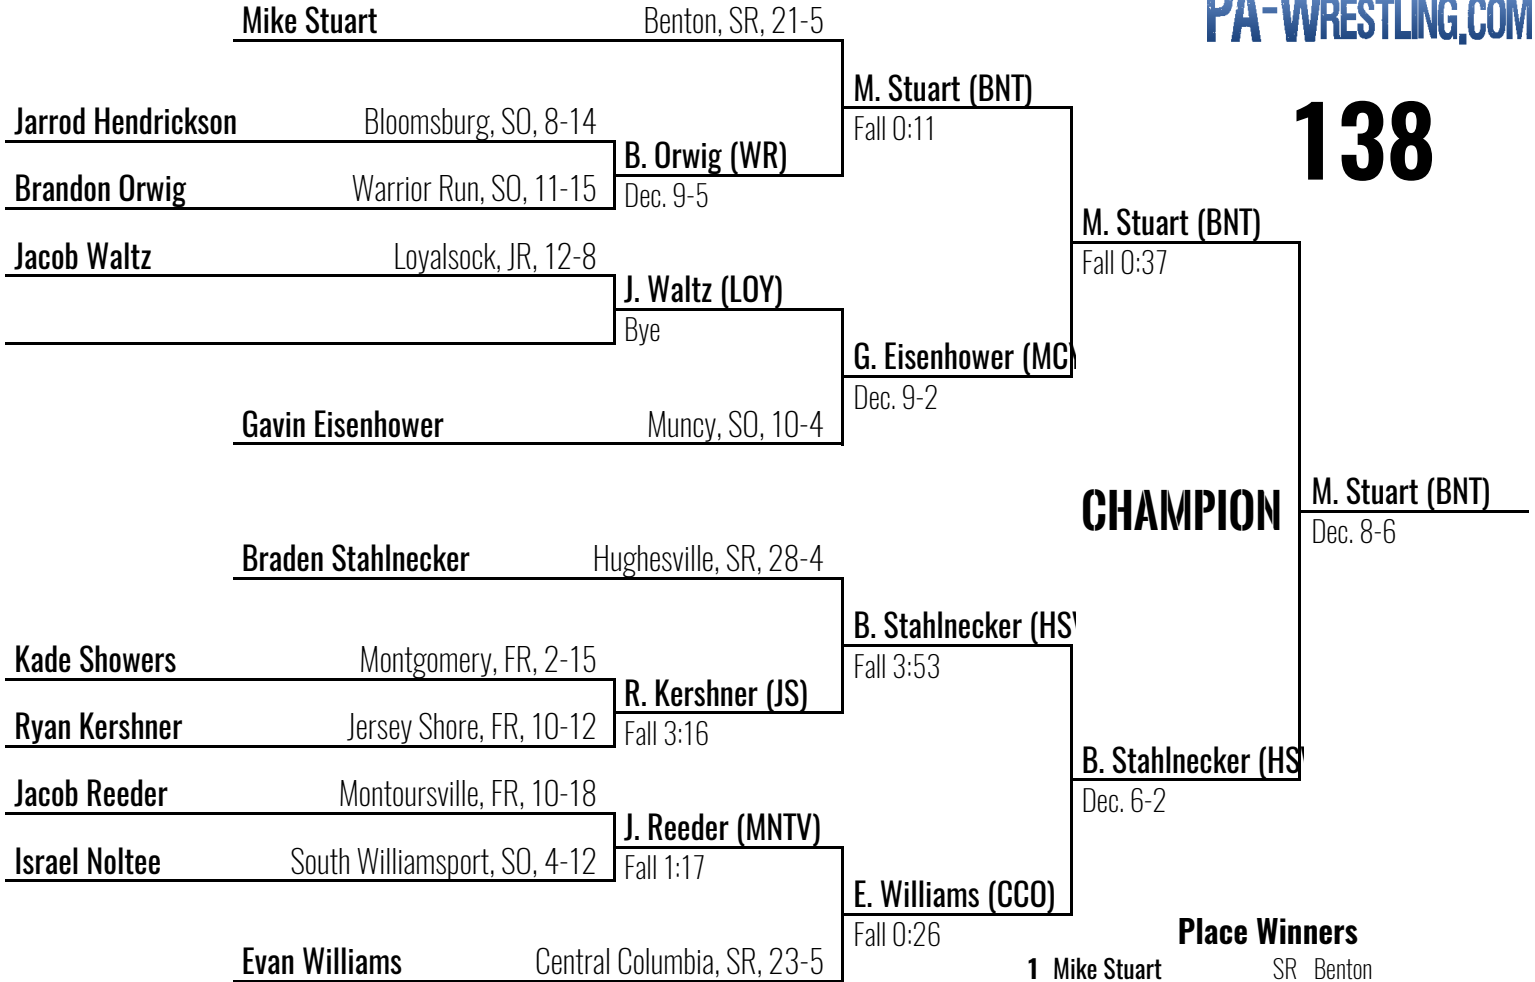 PA-WRESTLING.COM
138
Mike Stuart Benton, SR, 21-5
M. Stuart (BNT)
Fall 0:11
Jarrod Hendrickson Bloomsburg, SO, 8-14
B. Orwig (WR)
Dec. 9-5
Brandon Orwig Warrior Run, SO, 11-15
M. Stuart (BNT)
Fall 0:37
Jacob Waltz Loyalsock, JR, 12-8
J. Waltz (LOY)
Bye
G. Eisenhower (MCY
Dec. 9-2
Gavin Eisenhower Muncy, SO, 10-4
CHAMPION
M. Stuart (BNT)
Dec. 8-6
Braden Stahlnecker Hughesville, SR, 28-4
B. Stahlnecker (HSV
Fall 3:53
Kade Showers Montgomery, FR, 2-15
R. Kershner (JS)
Fall 3:16
Ryan Kershner Jersey Shore, FR, 10-12
B. Stahlnecker (HSV
Dec. 6-2
Jacob Reeder Montoursville, FR, 10-18
J. Reeder (MNTV)
Fall 1:17
Israel Noltee South Williamsport, SO, 4-12
E. Williams (CCO)
Fall 0:26
Evan Williams Central Columbia, SR, 23-5
Place Winners
1 Mike Stuart SR Benton